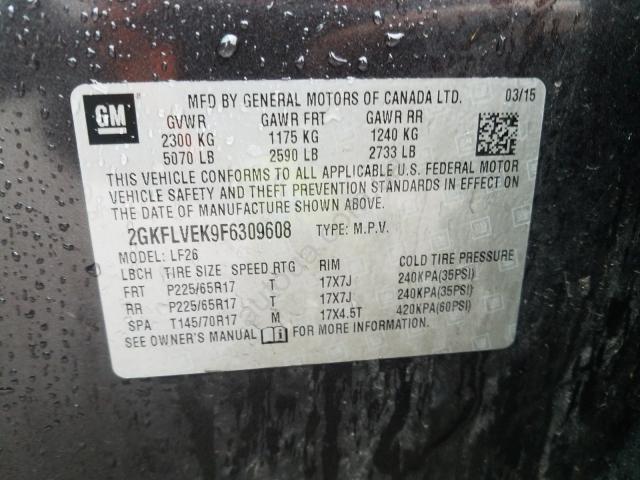 GM
MFD BY GENERAL MOTORS OF CANADA LTD. 03/15
GVWR GAWR FRT GAWR RR
2300 KG 1175 KG 1240 KG
5070 LB 2590 LB 2733 LB
THIS VEHICLE CONFORMS TO ALL APPLICABLE U.S. FEDERAL MOTOR
VEHICLE SAFETY AND THEFT PREVENTION STANDARDS IN EFFECT ON
THE DATE OF MANUFACTURE SHOWN ABOVE.
2GKFLVEK9F6309608 TYPE: M.P.V.
MODEL: LF26
LBCH TIRE SIZE SPEED RTG RIM COLD TIRE PRESSURE
FRT P225/65R17 T 17X7J 240KPA(35PSI)
RR P225/65R17 T 17X7J 240KPA(35PSI)
SPA T145/70R17 M 17X4.5T 420KPA(60PSI)
SEE OWNER'S MANUAL FOR MORE INFORMATION.